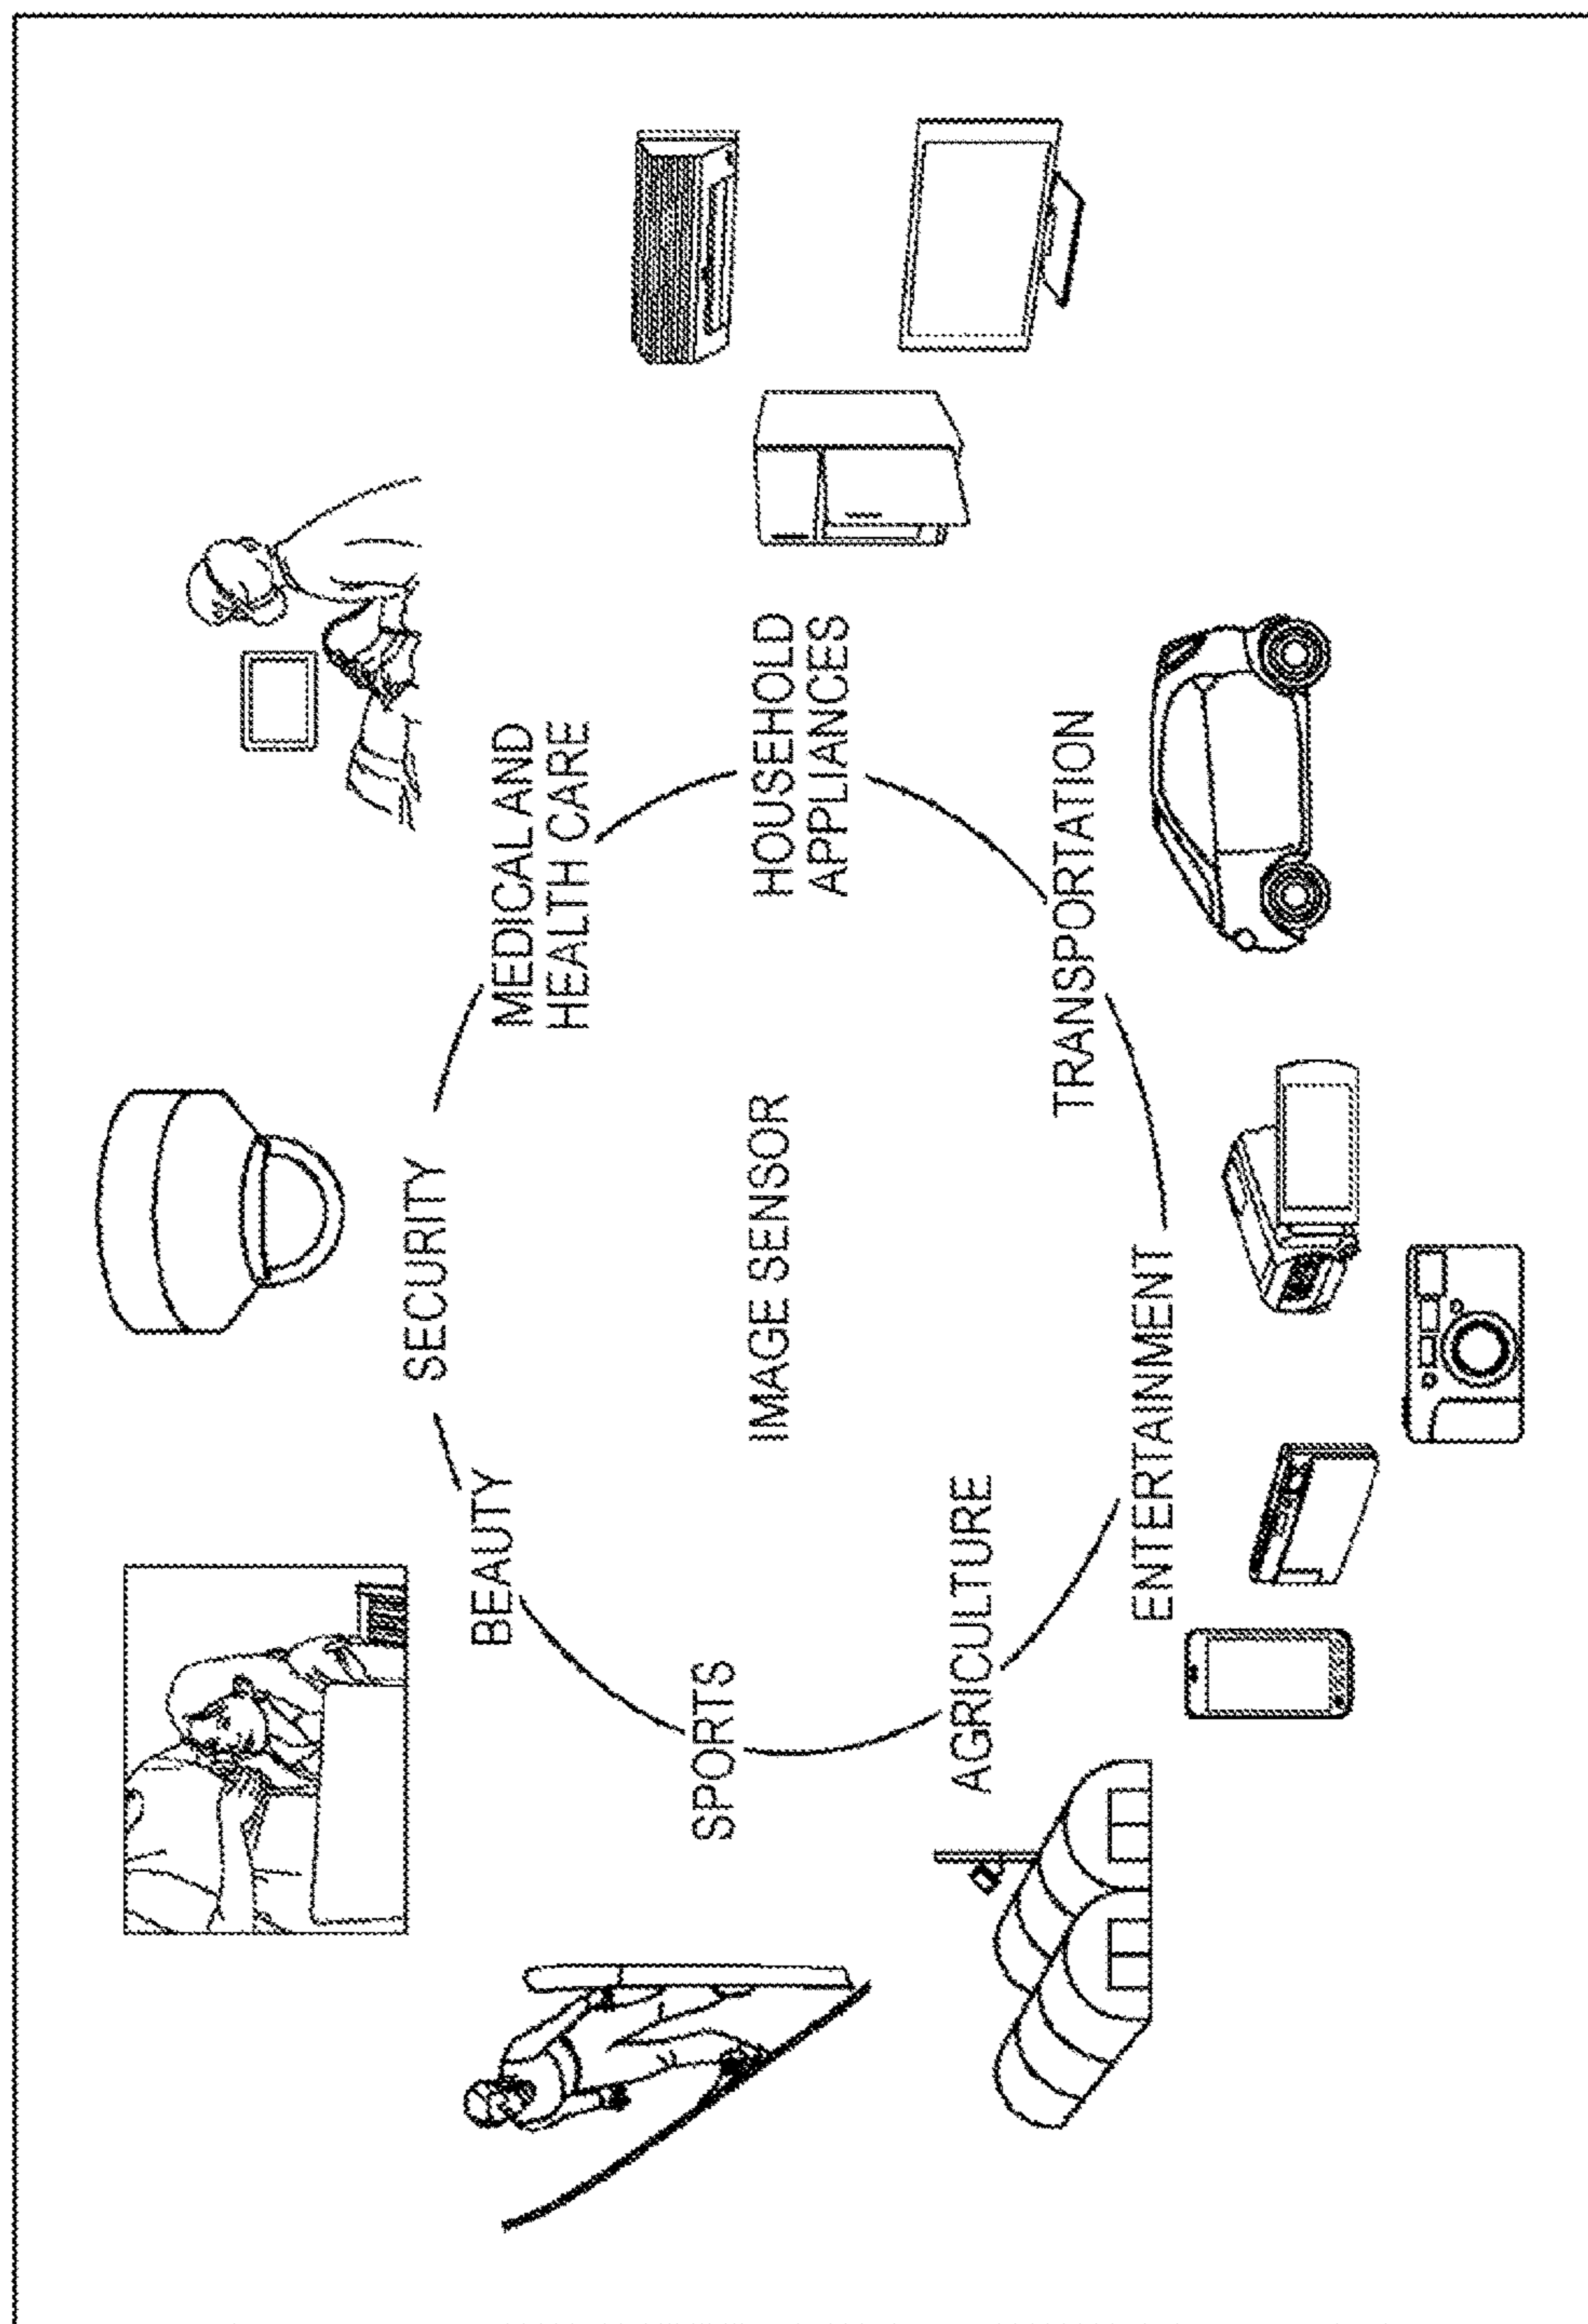 SECURITY
BEAUTY
MEDICAL AND
HEALTH CARE
SPORTS
IMAGE SENSOR
HOUSEHOLD
APPLIANCES
AGRICULTURE
TRANSPORTATION
ENTERTAINMENT